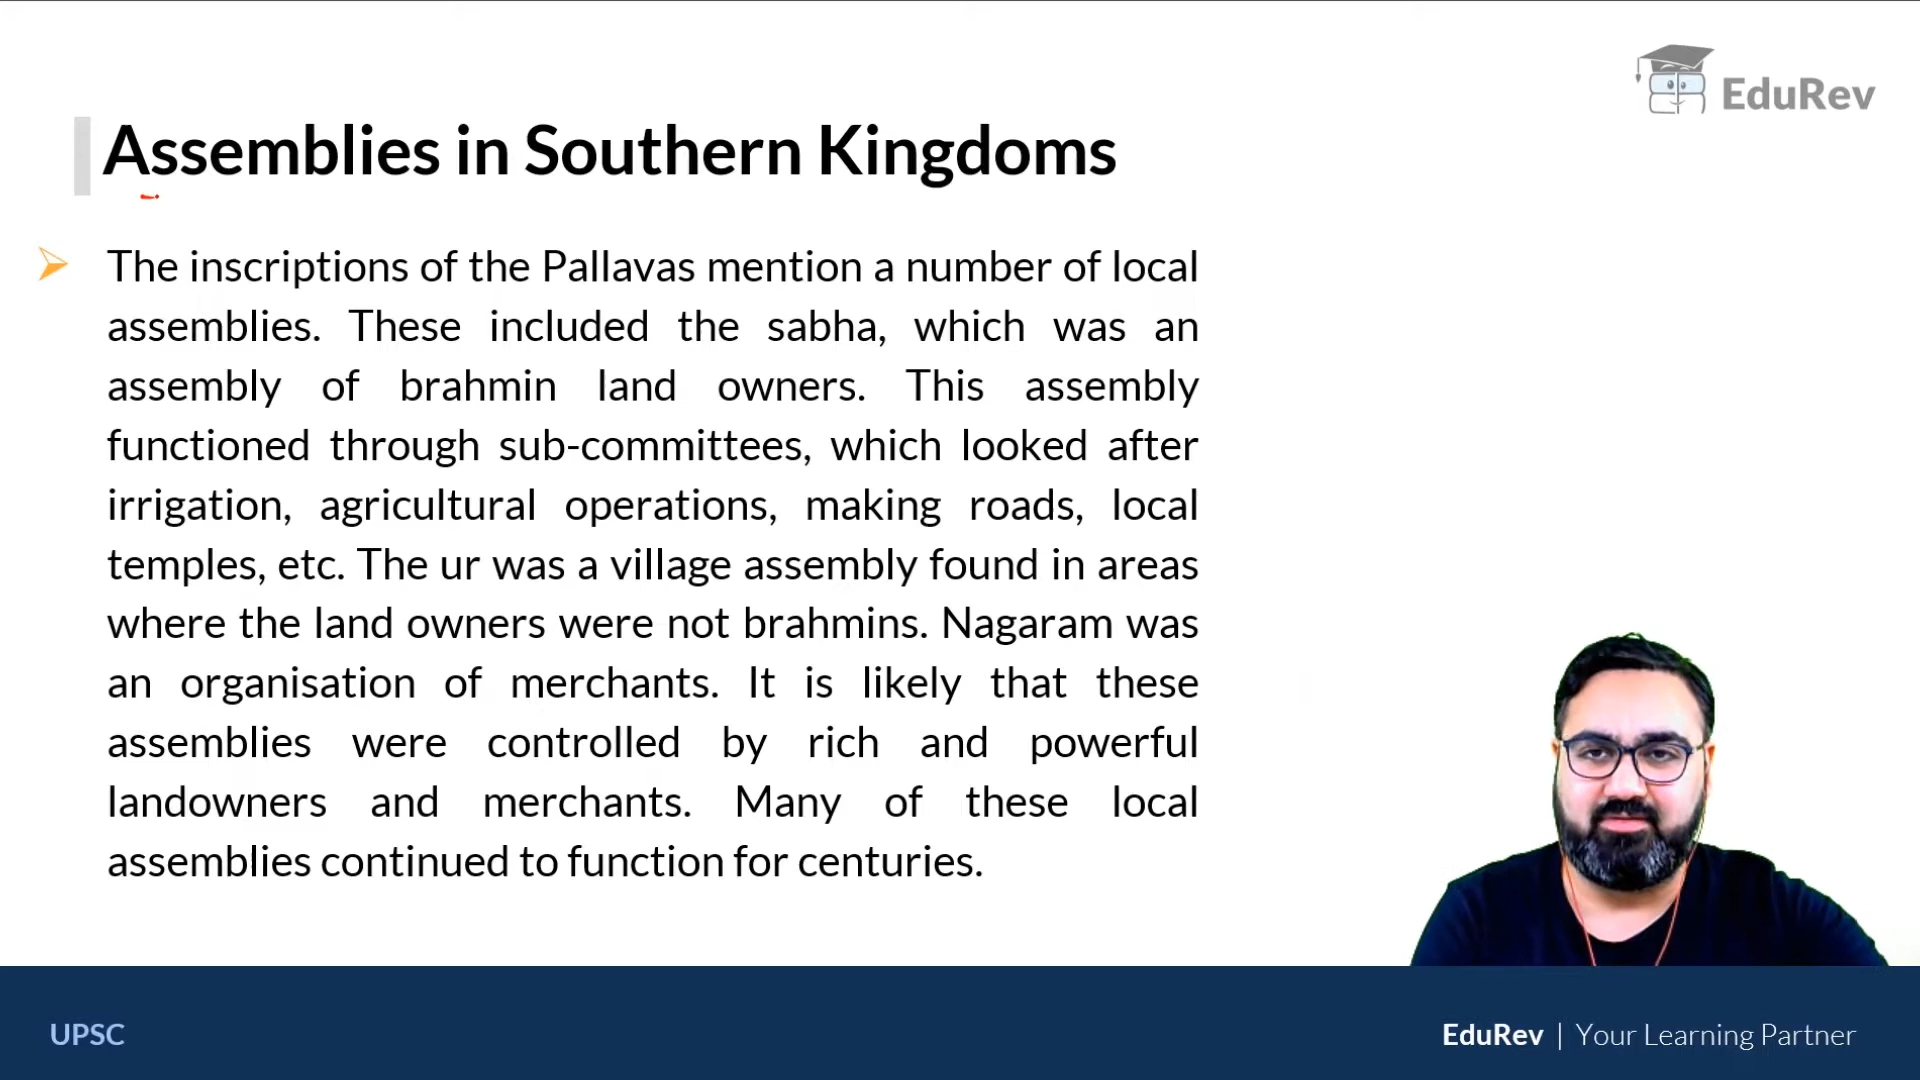 EduRev
Assemblies in Southern Kingdoms
The inscriptions of the Pallavas mention a number of local
assemblies. These included the sabha, which was an
assembly of brahmin land owners. This assembly
functioned through sub-committees, which looked after
irrigation, agricultural operations, making roads, local
temples, etc. The ur was a village assembly found in areas
where the land owners were not brahmins. Nagaram was
an organisation of merchants. It is likely that these
assemblies were controlled by rich and powerful
landowners and merchants. Many of these local
assemblies continued to function for centuries.
UPSC
EduRev | Your Learning Partner